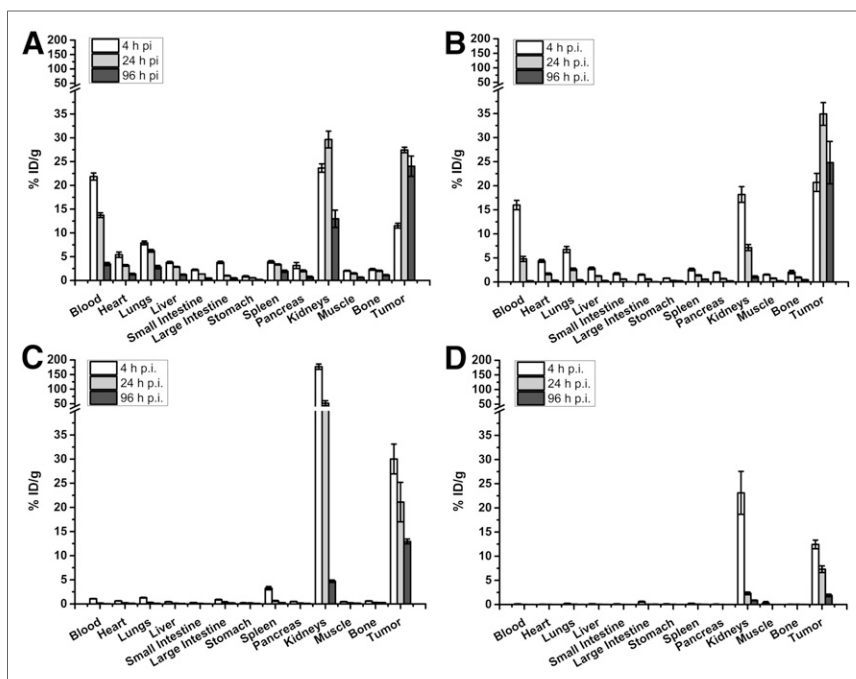 A
200
150
100
50
35
30
25
20
15
10
5
0
% ID/g
4 h pi
24 h pi
96 h pi
Blood
Heart
Lungs
Liver
Small Intestine
Large Intestine
Stomach
Spleen
Pancreas
Kidneys
Muscle
Bone
Tumor
B
200
150
100
50
35
30
25
20
15
10
5
0
% ID/g
4 h p.i.
24 h p.i.
96 h p.i.
Blood
Heart
Lungs
Liver
Small Intestine
Large Intestine
Stomach
Spleen
Pancreas
Kidneys
Muscle
Bone
Tumor
C
200
150
100
50
35
30
25
20
15
10
5
0
% ID/g
4 h p.i.
24 h p.i.
96 h p.i.
Blood
Heart
Lungs
Liver
Small Intestine
Large Intestine
Stomach
Spleen
Pancreas
Kidneys
Muscle
Bone
Tumor
D
200
150
100
50
35
30
25
20
15
10
5
0
% ID/g
4 h p.i.
24 h p.i.
96 h p.i.
Blood
Heart
Lungs
Liver
Small Intestine
Large Intestine
Stomach
Spleen
Pancreas
Kidneys
Muscle
Bone
Tumor